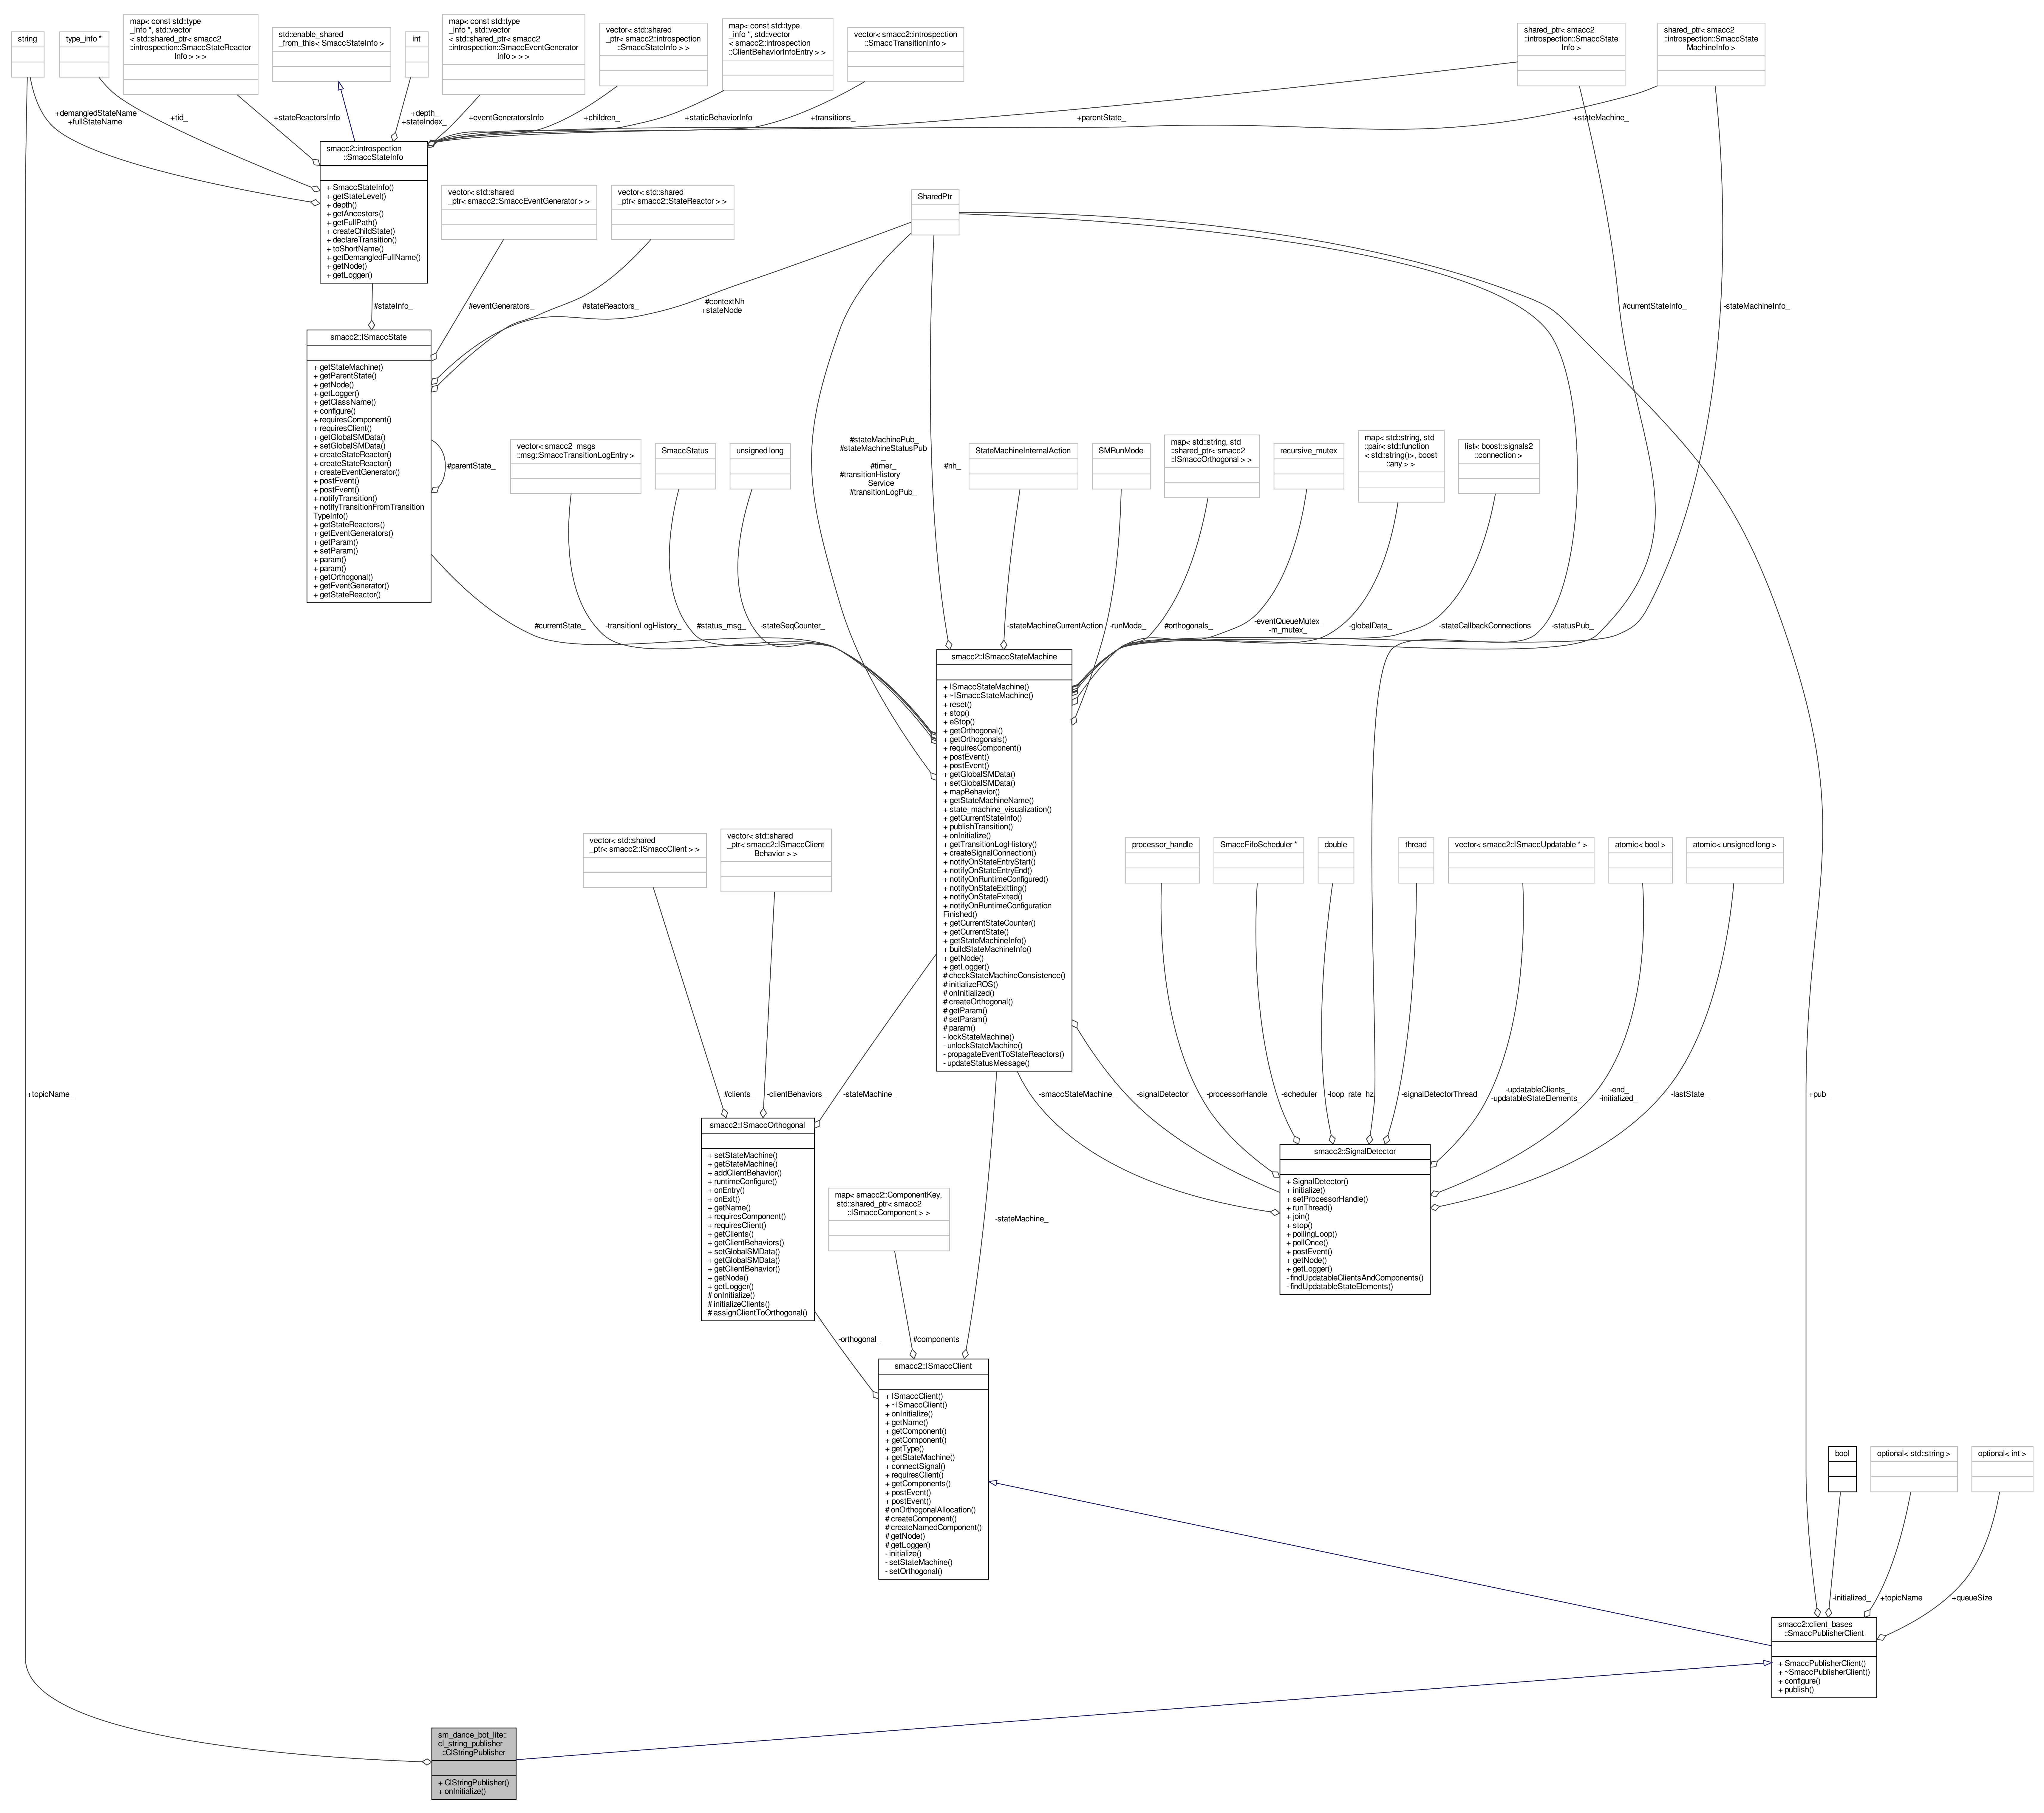 string
type_info *
map< const std::type
_info *, std::vector
< std::shared_ptr< smacc2
::introspection::SmaccStateReactor
Info > > >
std::enable_shared
_from_this< SmaccStateInfo >
int
map< const std::type
_info *, std::vector
< std::shared_ptr< smacc2
::introspection::SmaccEventGenerator
Info > > >
vector< std::shared
_ptr< smacc2::introspection
::SmaccStateInfo > >
map< const std::type
_info *, std::vector
< smacc2::introspection
::ClientBehaviorInfoEntry > >
vector< smacc2::introspection
::SmaccTransitionInfo >
shared_ptr< smacc2
::introspection::SmaccState
Info >
shared_ptr< smacc2
::introspection::SmaccState
MachineInfo >
+demangledStateName
+fullStateName
+tid_
+stateReactorsInfo
+depth_
+stateIndex_
+eventGeneratorsInfo
+children_
+staticBehaviorInfo
+transitions_
+parentState_
+stateMachine_
smacc2::introspection
::SmaccStateInfo
+ SmaccStateInfo()
+ getStateLevel()
+ depth()
+ getAncestors()
+ getFullPath()
+ createChildState()
+ declareTransition()
+ toShortName()
+ getDemangledFullName()
+ getNode()
+ getLogger()
vector< std::shared
_ptr< smacc2::SmaccEventGenerator > >
vector< std::shared
_ptr< smacc2::StateReactor > >
SharedPtr
#stateInfo_
#eventGenerators_
#stateReactors_
#contextNh
+stateNode_
#currentStateInfo_
-stateMachineInfo_
smacc2::ISmaccState
+ getStateMachine()
+ getParentState()
+ getNode()
+ getLogger()
+ getClassName()
+ configure()
+ requiresComponent()
+ requiresClient()
+ getGlobalSMData()
+ setGlobalSMData()
+ createStateReactor()
+ createStateReactor()
+ createEventGenerator()
+ postEvent()
+ postEvent()
+ notifyTransition()
+ notifyTransitionFromTransition
TypeInfo()
+ getStateReactors()
+ getEventGenerators()
+ getParam()
+ setParam()
+ param()
+ param()
+ getOrthogonal()
+ getEventGenerator()
+ getStateReactor()
#parentState_
vector< smacc2_msgs
::msg::SmaccTransitionLogEntry >
SmaccStatus
unsigned long
#stateMachinePub_
#stateMachineStatusPub
_
#timer_
#transitionHistory
Service_
#transitionLogPub_
#nh_
StateMachineInternalAction
SMRunMode
map< std::string, std
::shared_ptr< smacc2
::ISmaccOrthogonal > >
recursive_mutex
map< std::string, std
::pair< std::function
< std::string()>, boost
::any > >
list< boost::signals2
::connection >
#currentState_
-transitionLogHistory_
#status_msg_
-stateSeqCounter_
-stateMachineCurrentAction
-runMode_
#orthogonals_
-eventQueueMutex_
-m_mutex_
-globalData_
-stateCallbackConnections
-statusPub_
smacc2::ISmaccStateMachine
+ ISmaccStateMachine()
+ ~ISmaccStateMachine()
+ reset()
+ stop()
+ eStop()
+ getOrthogonal()
+ getOrthogonals()
+ requiresComponent()
+ postEvent()
+ postEvent()
+ getGlobalSMData()
+ setGlobalSMData()
+ mapBehavior()
+ getStateMachineName()
+ state_machine_visualization()
+ getCurrentStateInfo()
+ publishTransition()
+ onInitialize()
+ getTransitionLogHistory()
+ createSignalConnection()
+ notifyOnStateEntryStart()
+ notifyOnStateEntryEnd()
+ notifyOnRuntimeConfigured()
+ notifyOnStateExitting()
+ notifyOnStateExited()
+ notifyOnRuntimeConfiguration
Finished()
+ getCurrentStateCounter()
+ getCurrentState()
+ getStateMachineInfo()
+ buildStateMachineInfo()
+ getNode()
+ getLogger()
# checkStateMachineConsistence()
# initializeROS()
# onInitialized()
# createOrthogonal()
# getParam()
# setParam()
# param()
- lockStateMachine()
- unlockStateMachine()
- propagateEventToStateReactors()
- updateStatusMessage()
vector< std::shared
_ptr< smacc2::ISmaccClient > >
vector< std::shared
_ptr< smacc2::ISmaccClient
Behavior > >
processor_handle
SmaccFifoScheduler *
double
thread
vector< smacc2::ISmaccUpdatable * >
atomic< bool >
atomic< unsigned long >
+topicName_
#clients_
-clientBehaviors_
-stateMachine_
-smaccStateMachine_
-signalDetector_
-processorHandle_
-scheduler_
-loop_rate_hz
-signalDetectorThread_
-updatableClients_
-updatableStateElements_
-end_
-initialized_
-lastState_
+pub_
smacc2::ISmaccOrthogonal
+ setStateMachine()
+ getStateMachine()
+ addClientBehavior()
+ runtimeConfigure()
+ onEntry()
+ onExit()
+ getName()
+ requiresComponent()
+ requiresClient()
+ getClients()
+ getClientBehaviors()
+ setGlobalSMData()
+ getGlobalSMData()
+ getClientBehavior()
+ getNode()
+ getLogger()
# onInitialize()
# initializeClients()
# assignClientToOrthogonal()
smacc2::SignalDetector
+ SignalDetector()
+ initialize()
+ setProcessorHandle()
+ runThread()
+ join()
+ stop()
+ pollingLoop()
+ pollOnce()
+ postEvent()
+ getNode()
+ getLogger()
- findUpdatableClientsAndComponents()
- findUpdatableStateElements()
map< smacc2::ComponentKey,
std::shared_ptr< smacc2
::ISmaccComponent > >
-stateMachine_
-orthogonal_
#components_
smacc2::ISmaccClient
+ ISmaccClient()
+ ~ISmaccClient()
+ onInitialize()
+ getName()
+ getComponent()
+ getComponent()
+ getType()
+ getStateMachine()
+ connectSignal()
+ requiresClient()
+ getComponents()
+ postEvent()
+ postEvent()
# onOrthogonalAllocation()
# createComponent()
# createNamedComponent()
# getNode()
# getLogger()
- initialize()
- setStateMachine()
- setOrthogonal()
bool
optional< std::string >
optional< int >
-initialized_
+topicName
+queueSize
smacc2::client_bases
::SmaccPublisherClient
+ SmaccPublisherClient()
+ ~SmaccPublisherClient()
+ configure()
+ publish()
sm_dance_bot_lite::
cl_string_publisher
::ClStringPublisher
+ ClStringPublisher()
+ onInitialize()